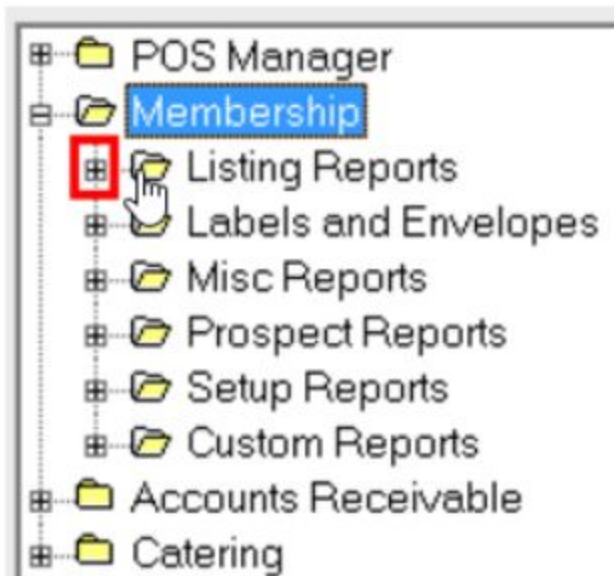 POS Manager
Membership
Listing Reports
Labels and Envelopes
Misc Reports
Prospect Reports
Setup Reports
Custom Reports
Accounts Receivable
Catering